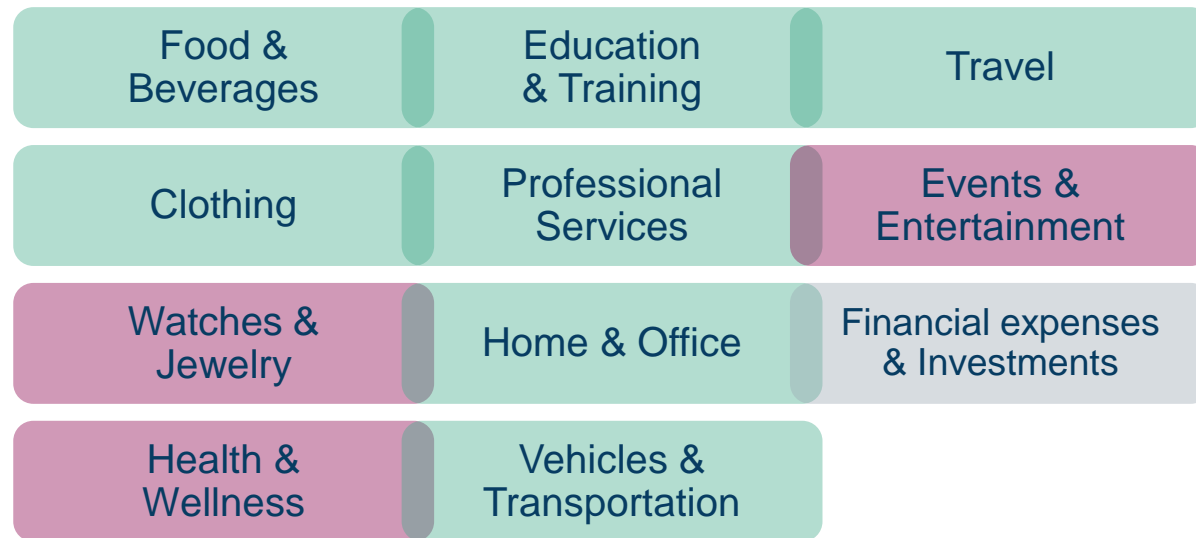 Food &
Beverages
Education
& Training
Travel
Clothing
Professional
Services
Events &
Entertainment
Watches &
Jewelry
Home & Office
Financial expenses
& Investments
Health &
Wellness
Vehicles &
Transportation